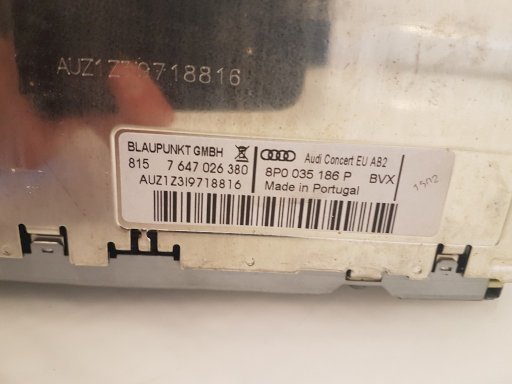 AUZ1Z3I9718816
BLAUPUNKT GMBH
815 7 647 026 380
AUZ1Z3I9718816
Audi Concert EU AB2
8P0 035 186 P BVX
Made in Portugal
1502